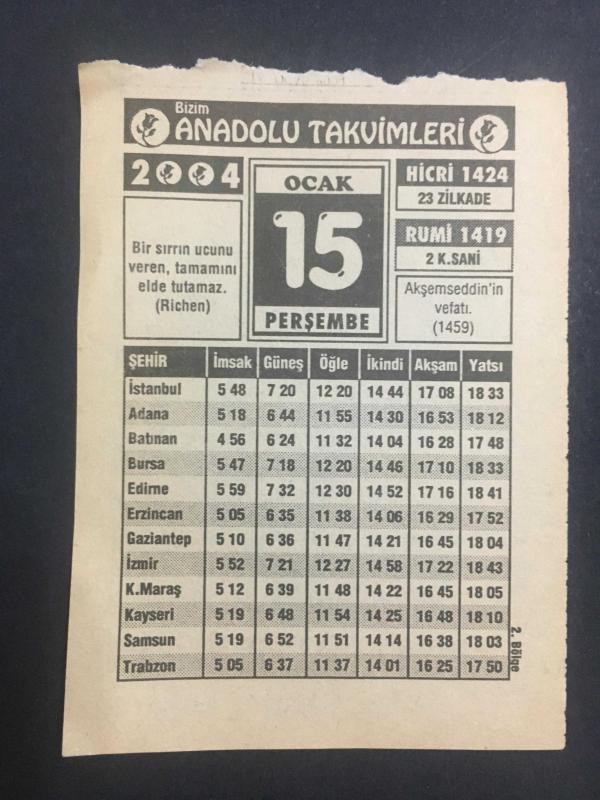 Bizim
ANADOLU TAKVİMLERİ
2004
OCAK
15
PERŞEMBE
HİCRİ 1424
23 ZİLKADE
RUMİ 1419
2 K.SANİ
Bir sırrın ucunu
veren, tamamını
elde tutamaz.
(Richen)
Akşemseddin'in
vefatı.
(1459)
ŞEHİR İmsak Güneş Öğle İkindi Akşam Yatsı
İstanbul 5 48 7 20 12 20 14 44 17 08 18 33
Adana 5 18 6 44 11 55 14 30 16 53 18 12
Batman 4 56 6 24 11 32 14 04 16 28 17 48
Bursa 5 47 7 18 12 20 14 46 17 10 18 33
Edirne 5 59 7 32 12 30 14 52 17 16 18 41
Erzincan 5 05 6 35 11 38 14 06 16 29 17 52
Gaziantep 5 10 6 36 11 47 14 21 16 45 18 04
İzmir 5 52 7 21 12 27 14 58 17 22 18 43
K.Maraş 5 12 6 39 11 48 14 22 16 45 18 05
Kayseri 5 19 6 48 11 54 14 25 16 48 18 10
Samsun 5 19 6 52 11 51 14 14 16 38 18 03
Trabzon 5 05 6 37 11 37 14 01 16 25 17 50
2. Bölge